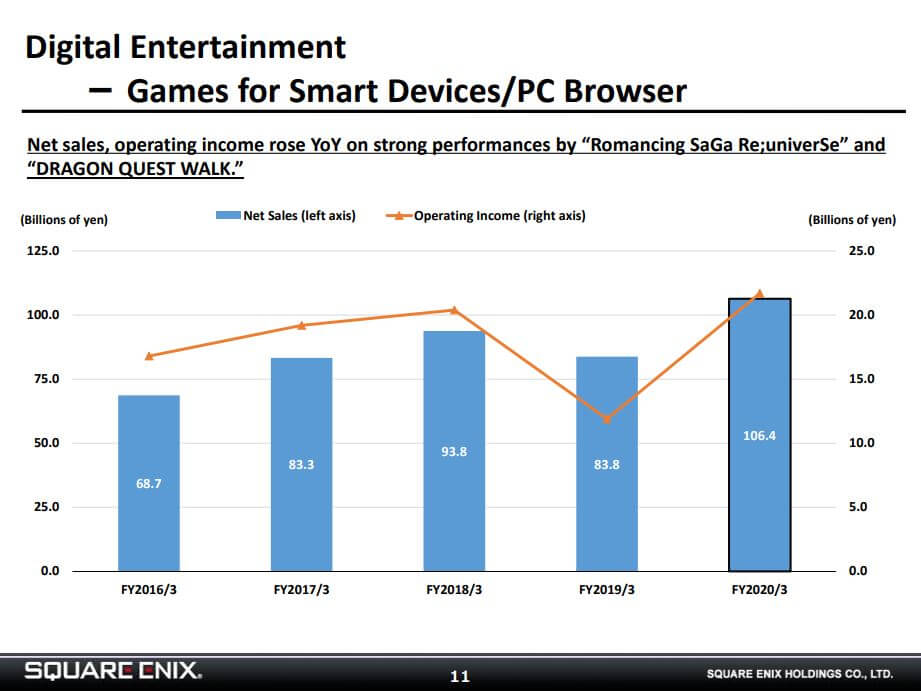 Digital Entertainment
– Games for Smart Devices/PC Browser
Net sales, operating income rose YoY on strong performances by “Romancing SaGa Re;univerSe” and
“DRAGON QUEST WALK.”
(Billions of yen)
Net Sales (left axis)
Operating Income (right axis)
(Billions of yen)
125.0
25.0
100.0
20.0
75.0
15.0
50.0
10.0
25.0
5.0
0.0
0.0
68.7
83.3
93.8
83.8
106.4
FY2016/3
FY2017/3
FY2018/3
FY2019/3
FY2020/3
SQUARE ENIX.
11
SQUARE ENIX HOLDINGS CO., LTD.